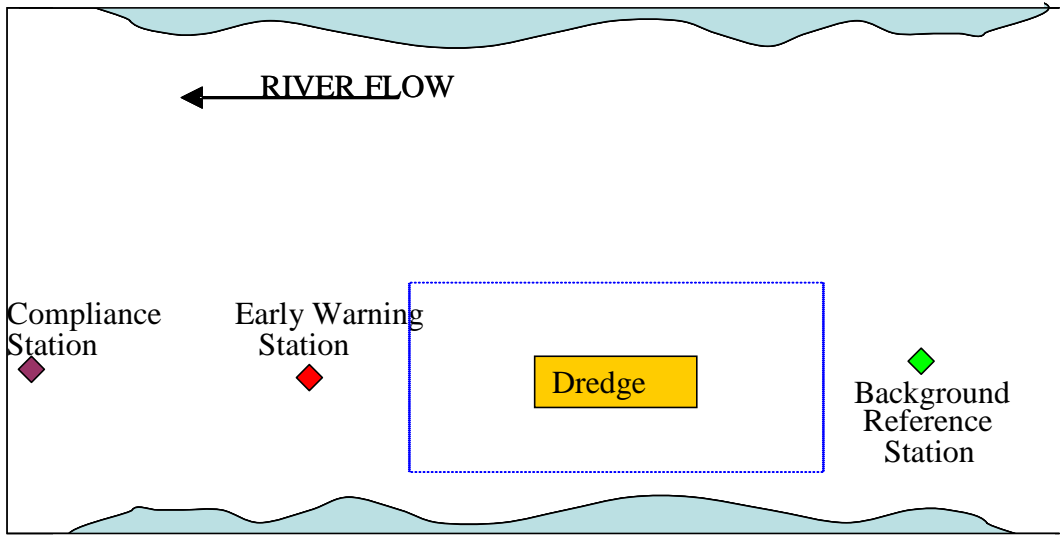 RIVER FLOW
Compliance
Station
Early Warning
Station
Dredge
Background
Reference
Station